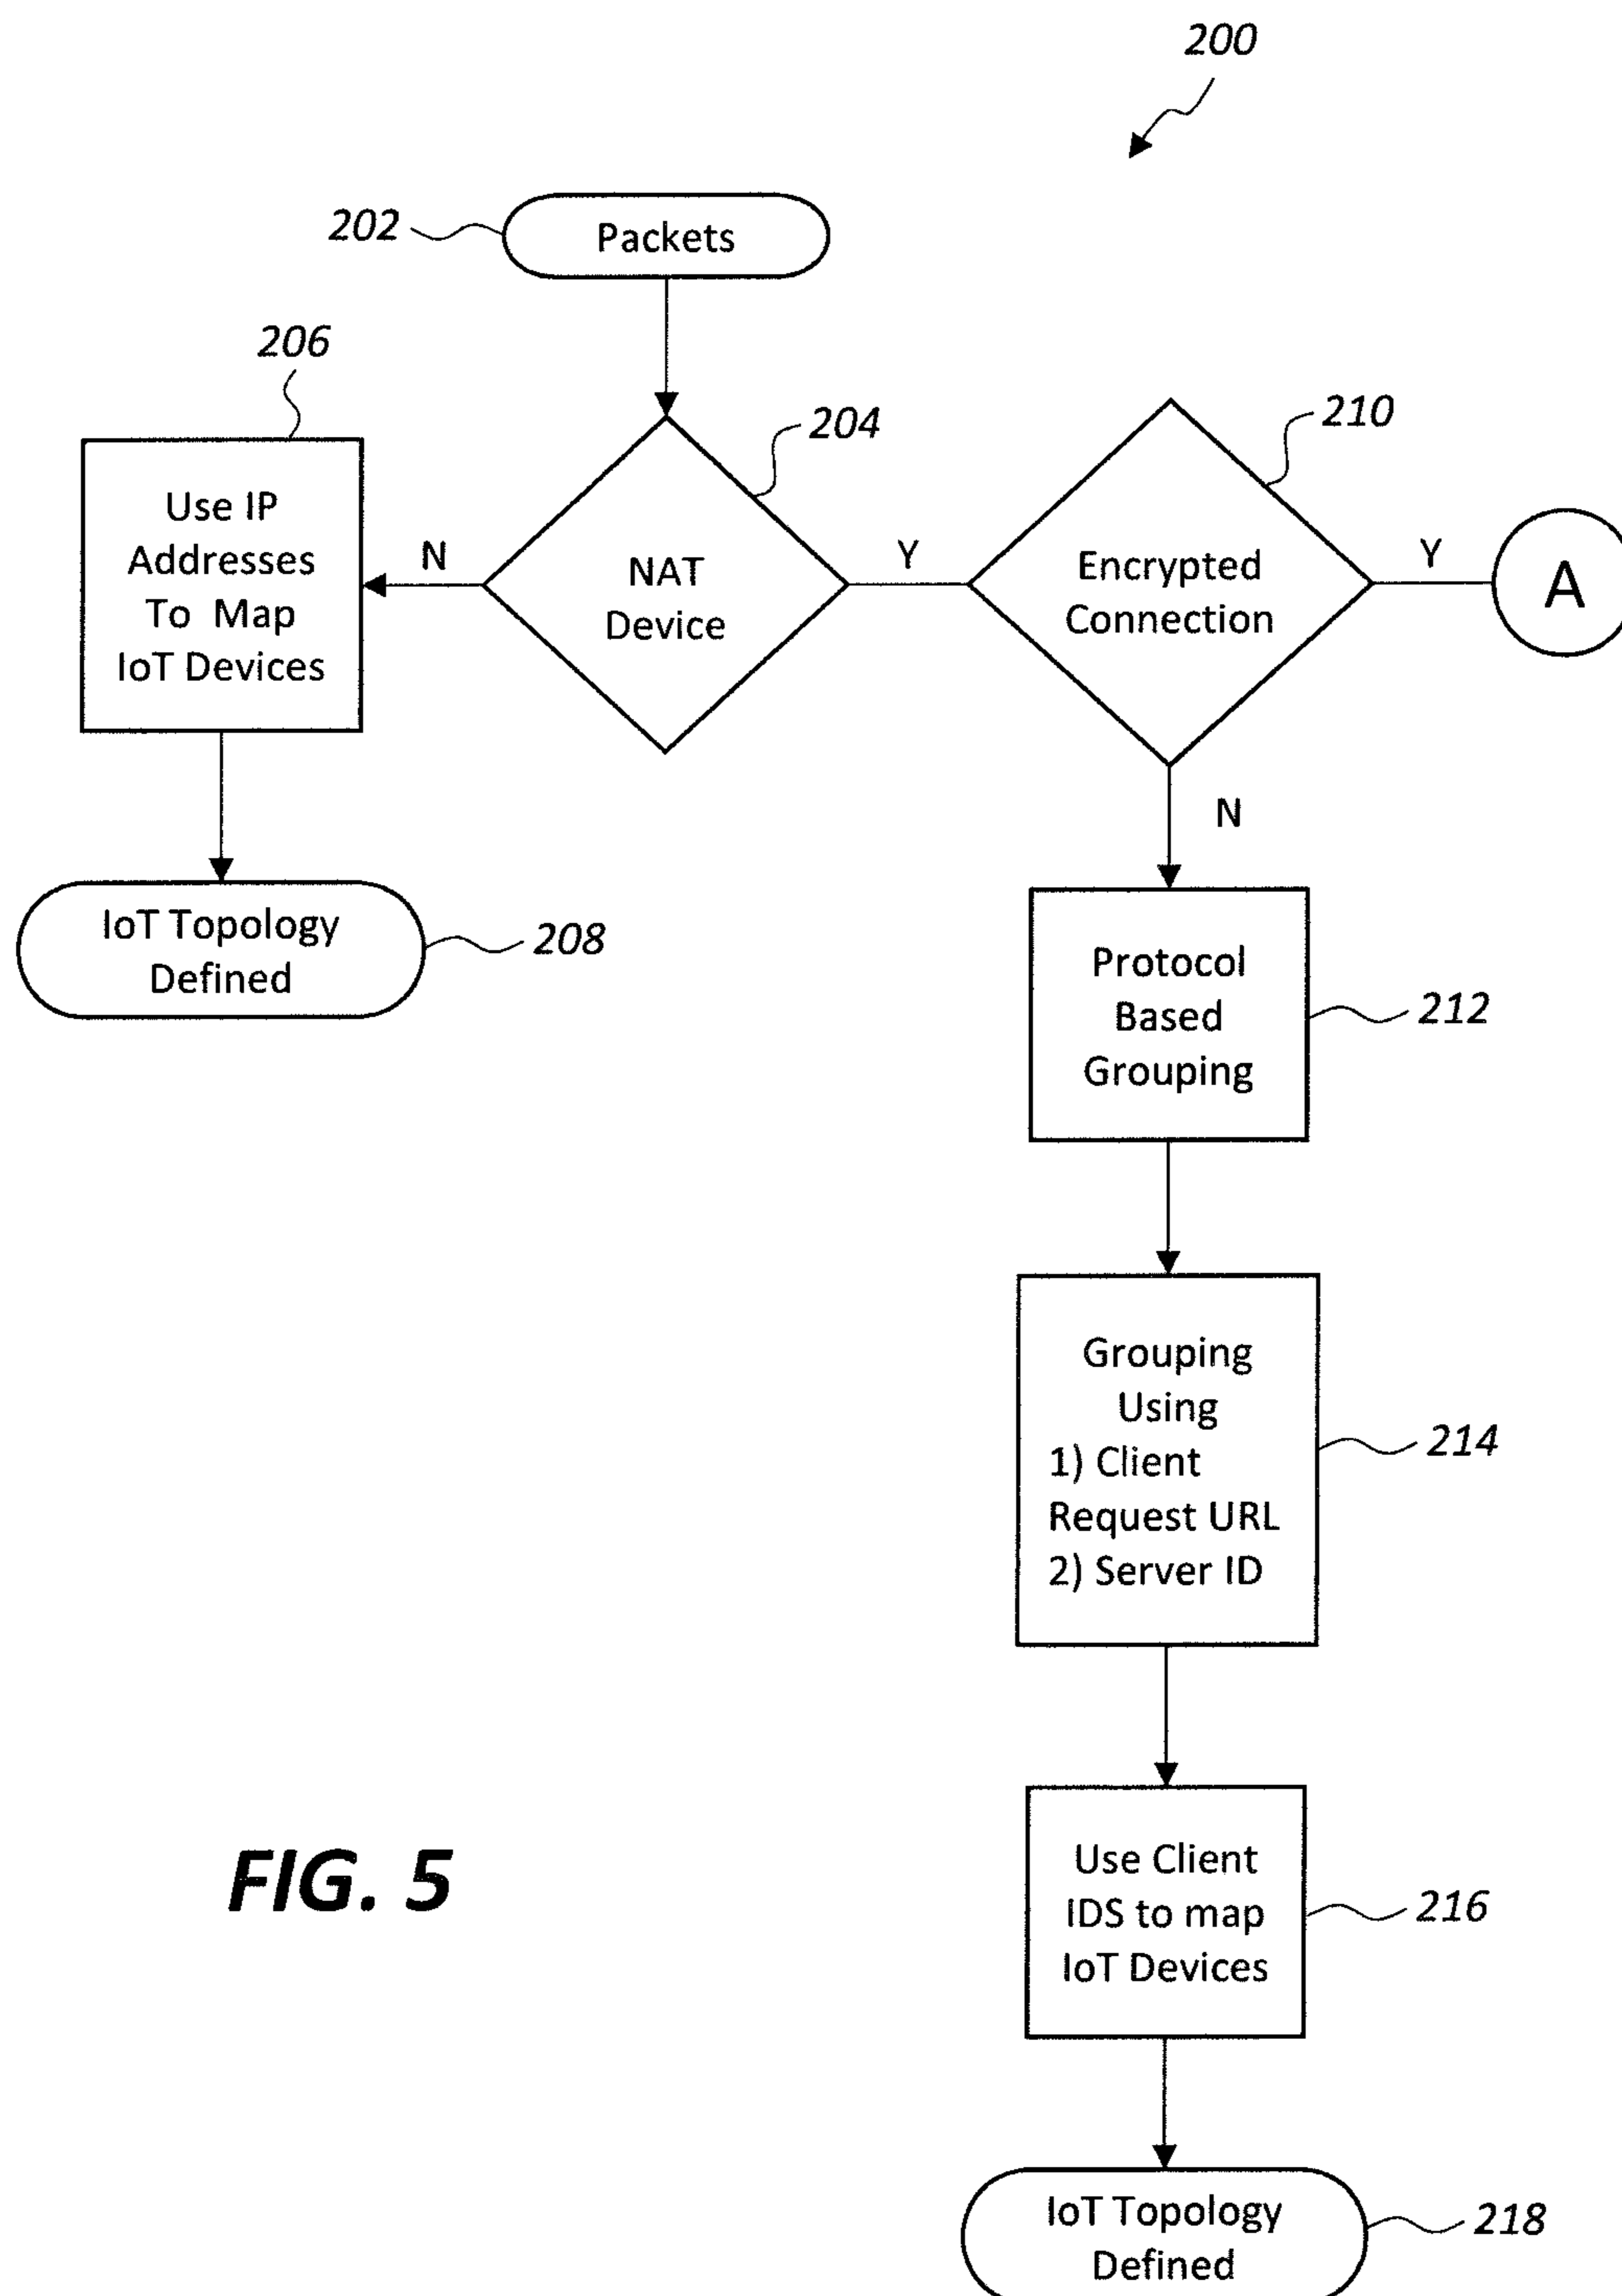 200
202
Packets
206
204
210
Use IP
Addresses
To Map
IoT Devices
N
NAT
Device
Y
Encrypted
Connection
Y
A
N
IoT Topology
Defined
208
Protocol
Based
Grouping
212
Grouping
Using
1) Client
Request URL
2) Server ID
214
Use Client
IDS to map
IoT Devices
216
FIG. 5
IoT Topology
Defined
218